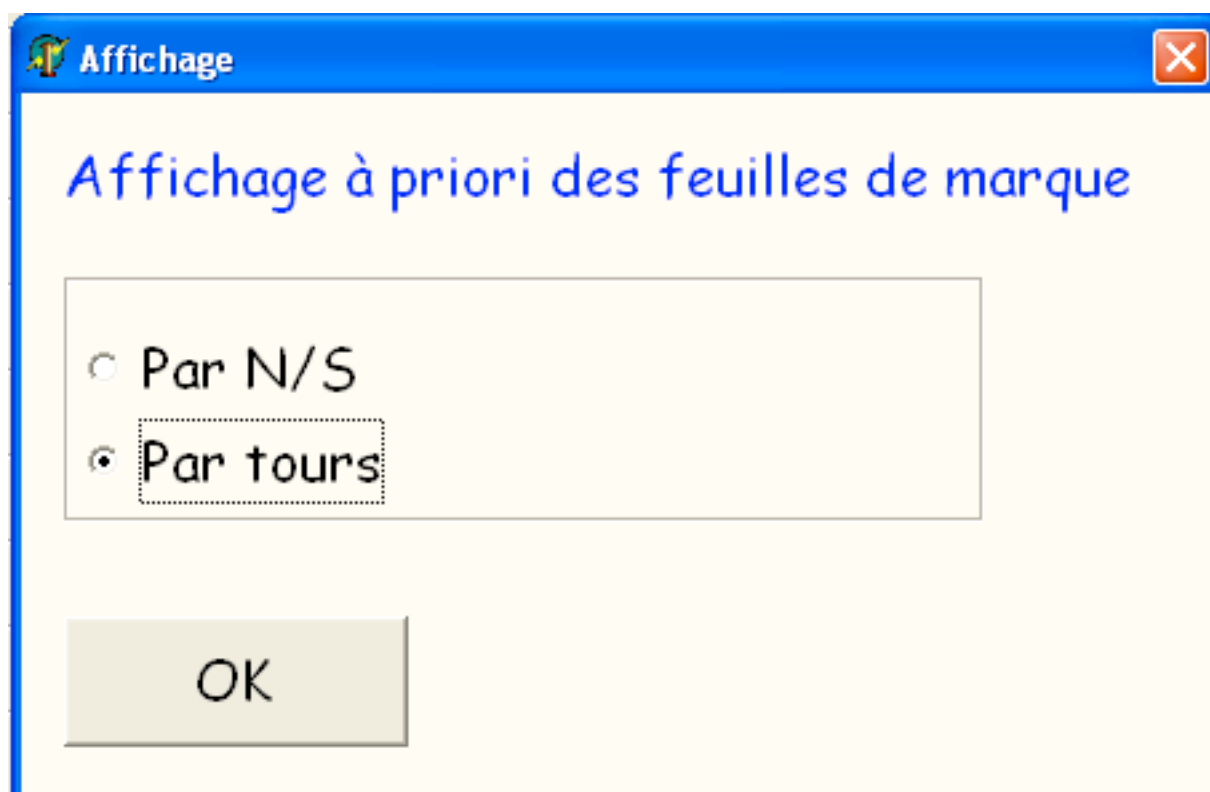 Affichage
Affichage à priori des feuilles de marque
Par N/S
Par tours
OK